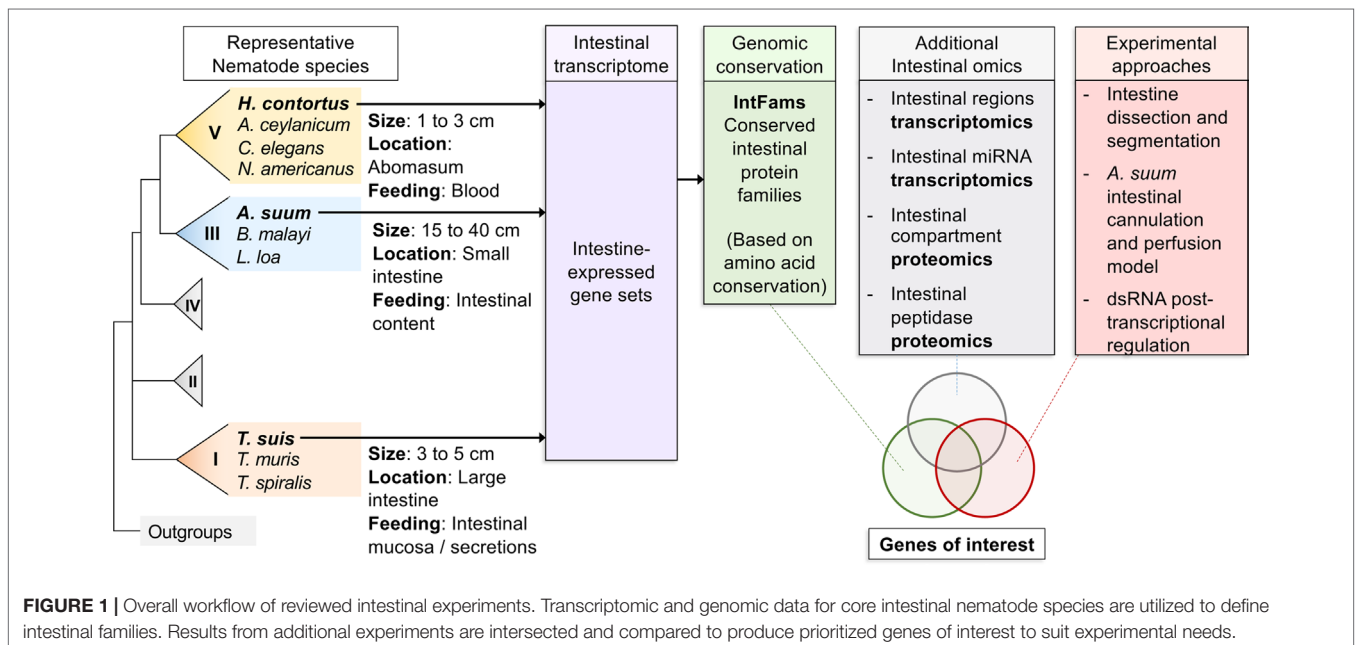 Representative
Nematode species
V
H. contortus
A. ceylanicum
C. elegans
N. americanus
Size: 1 to 3 cm
Location:
Abomasum
Feeding: Blood
III
A. suum
B. malayi
L. loa
Size: 15 to 40 cm
Location: Small
intestine
Feeding: Intestinal
content
IV
II
I
T. suis
T. muris
T. spiralis
Size: 3 to 5 cm
Location: Large
intestine
Feeding: Intestinal
mucosa / secretions
Outgroups
Intestinal
transcriptome
Intestine-
expressed
gene sets
Genomic
conservation
IntFams
Conserved
intestinal
protein
families
(Based on
amino acid
conservation)
Additional
Intestinal omics
- Intestinal regions
transcriptomics
- Intestinal miRNA
transcriptomics
- Intestinal
compartment
proteomics
- Intestinal
peptidase
proteomics
Experimental
approaches
- Intestine
dissection and
segmentation
- A. suum
intestinal
cannulation
and perfusion
model
- dsRNA post-
transcriptional
regulation
Genes of interest
FIGURE 1 | Overall workflow of reviewed intestinal experiments. Transcriptomic and genomic data for core intestinal nematode species are utilized to define
intestinal families. Results from additional experiments are intersected and compared to produce prioritized genes of interest to suit experimental needs.